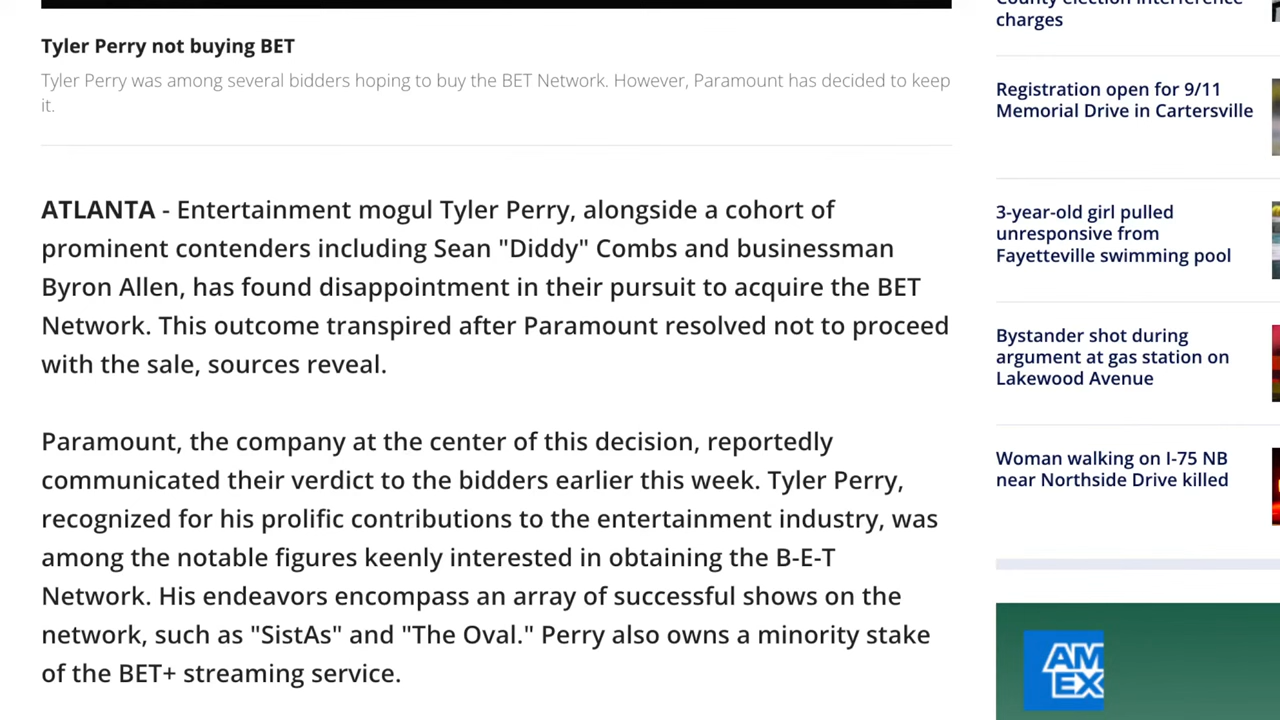 Tyler Perry not buying BET
Tyler Perry was among several bidders hoping to buy the BET Network. However, Paramount has decided to keep
it.
ATLANTA - Entertainment mogul Tyler Perry, alongside a cohort of
prominent contenders including Sean "Diddy" Combs and businessman
Byron Allen, has found disappointment in their pursuit to acquire the BET
Network. This outcome transpired after Paramount resolved not to proceed
with the sale, sources reveal.
Paramount, the company at the center of this decision, reportedly
communicated their verdict to the bidders earlier this week. Tyler Perry,
recognized for his prolific contributions to the entertainment industry, was
among the notable figures keenly interested in obtaining the B-E-T
Network. His endeavors encompass an array of successful shows on the
network, such as "SistAs" and "The Oval." Perry also owns a minority stake
of the BET+ streaming service.
County election interference
charges
Registration open for 9/11
Memorial Drive in Cartersville
3-year-old girl pulled
unresponsive from
Fayetteville swimming pool
Bystander shot during
argument at gas station on
Lakewood Avenue
Woman walking on I-75 NB
near Northside Drive killed
AM
EX